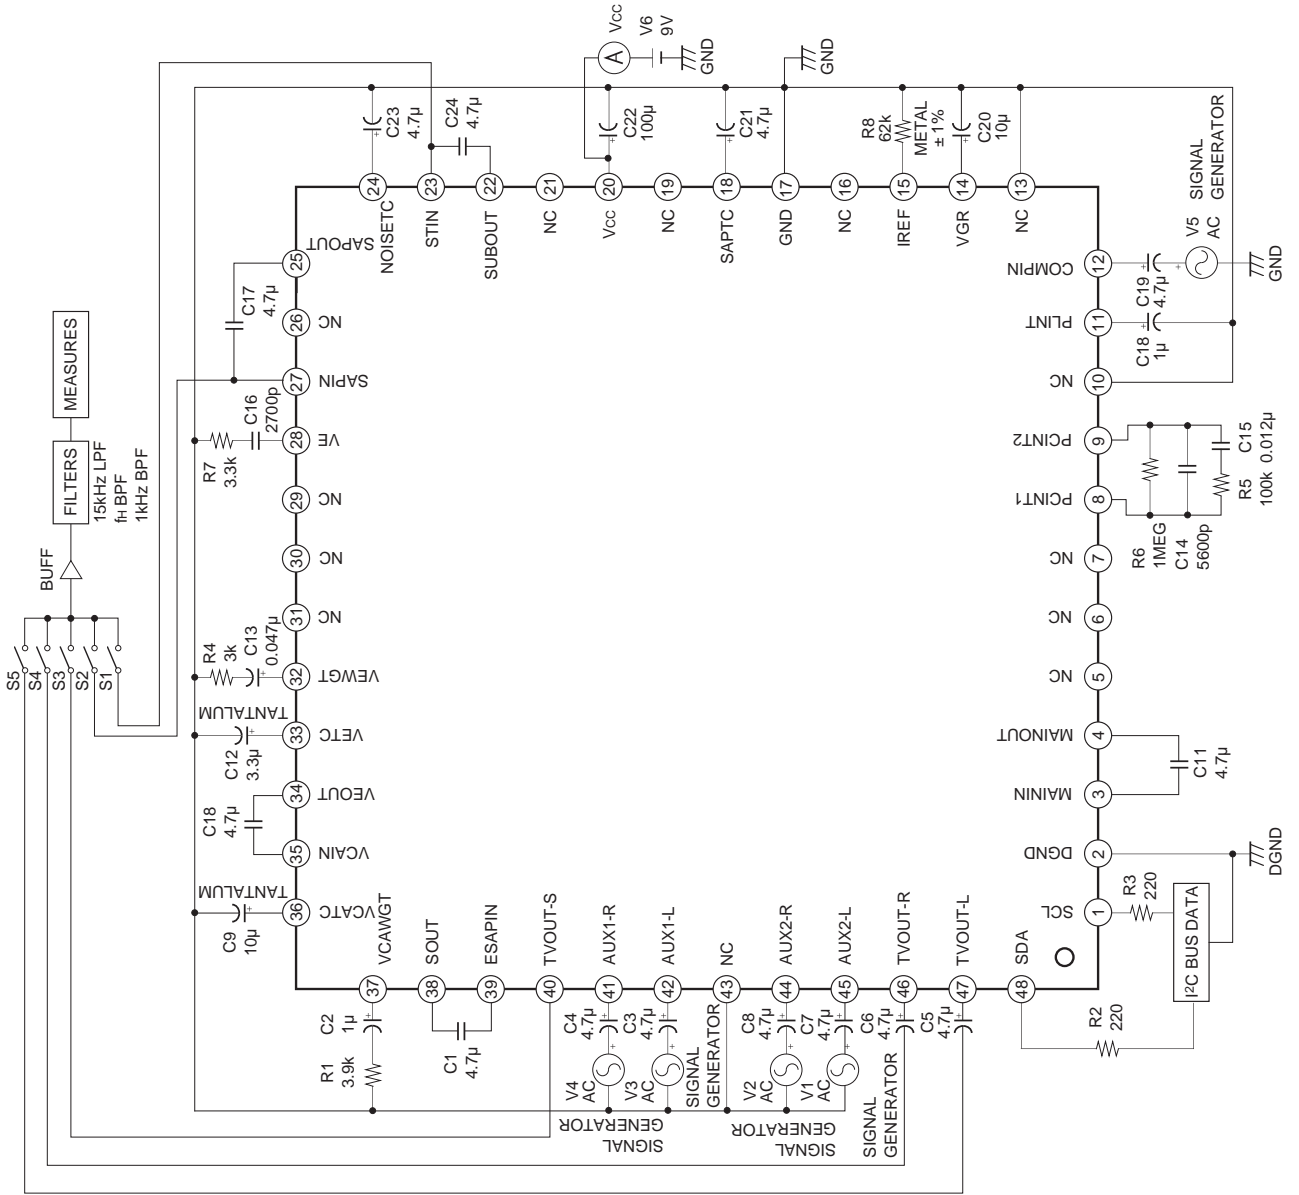 MEASURES
FILTERS
15kHz LPF
fH BPF
1kHz BPF
BUFF
S5
S4
S3
S2
S1
A
Vcc
V6
9V
GND
GND
C23
4.7µ
C24
4.7µ
C22
100µ
C21
4.7µ
R8
62k
METAL
± 1%
C20
10µ
24
23
22
21
20
19
18
17
16
15
14
13
NOISETC
STIN
SUBOUT
NC
Vcc
NC
SAPTC
GND
NC
IREF
VGR
NC
25
SAPOUT
C17
4.7µ
26
NC
27
SAPIN
C16
2700p
R7
3.3k
28
VE
29
NC
30
NC
31
NC
R4
3k
C13
0.047µ
32
VEWGT
TANTALUM
C12
3.3µ
33
VETC
34
VEOUT
C18
4.7µ
35
VCAIN
TANTALUM
C9
10µ
36
VCATC
SIGNAL
GENERATOR
V5
AC
C19
4.7µ
GND
12
COMPIN
C18
1µ
11
PLINT
10
NC
9
PCINT2
8
PCINT1
R6
1MEG
C14
5600p
R5
100k
C15
0.012µ
7
NC
6
NC
5
NC
4
MAINOUT
C11
4.7µ
3
MAININ
2
DGND
DGND
1
SCL
R3
220
I²C BUS DATA
R2
220
VCAWGT
SOUT
ESAPIN
TVOUT-S
AUX1-R
AUX1-L
NC
AUX2-R
AUX2-L
TVOUT-R
TVOUT-L
SDA
37
38
39
40
41
42
43
44
45
46
47
48
C2
1µ
R1
3.9k
C1
4.7µ
C4
4.7µ
C3
4.7µ
C8
4.7µ
C7
4.7µ
C6
4.7µ
C5
4.7µ
V4
AC
V3
AC
V2
AC
V1
AC
SIGNAL
GENERATOR
SIGNAL
GENERATOR
SIGNAL
GENERATOR
SIGNAL
GENERATOR